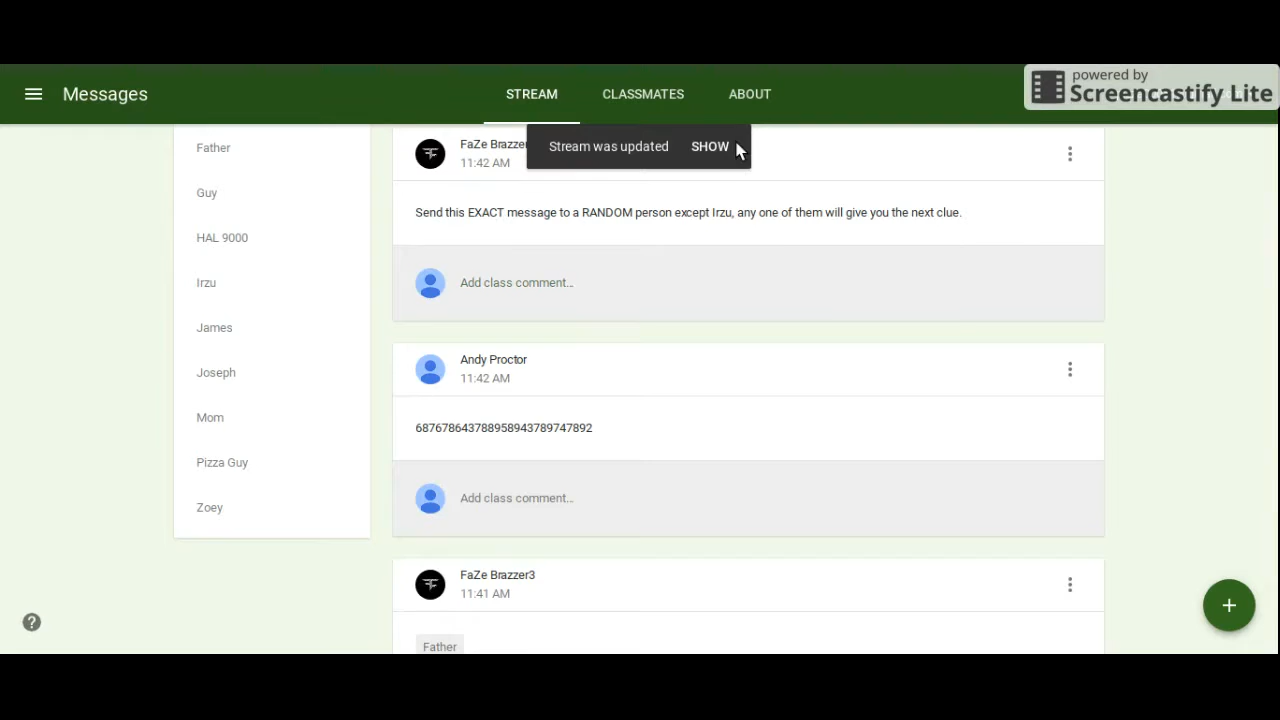 powered by
Screencastify Lite
Messages
STREAM
CLASSMATES
ABOUT
Stream was updated
SHOW
Father
Guy
HAL 9000
Irzu
James
Joseph
Mom
Pizza Guy
Zoey
FaZe Brazzer
11:42 AM
Send this EXACT message to a RANDOM person except Irzu, any one of them will give you the next clue.
Add class comment…
Andy Proctor
11:42 AM
687678643788958943789747892
Add class comment…
FaZe Brazzer3
11:41 AM
Father